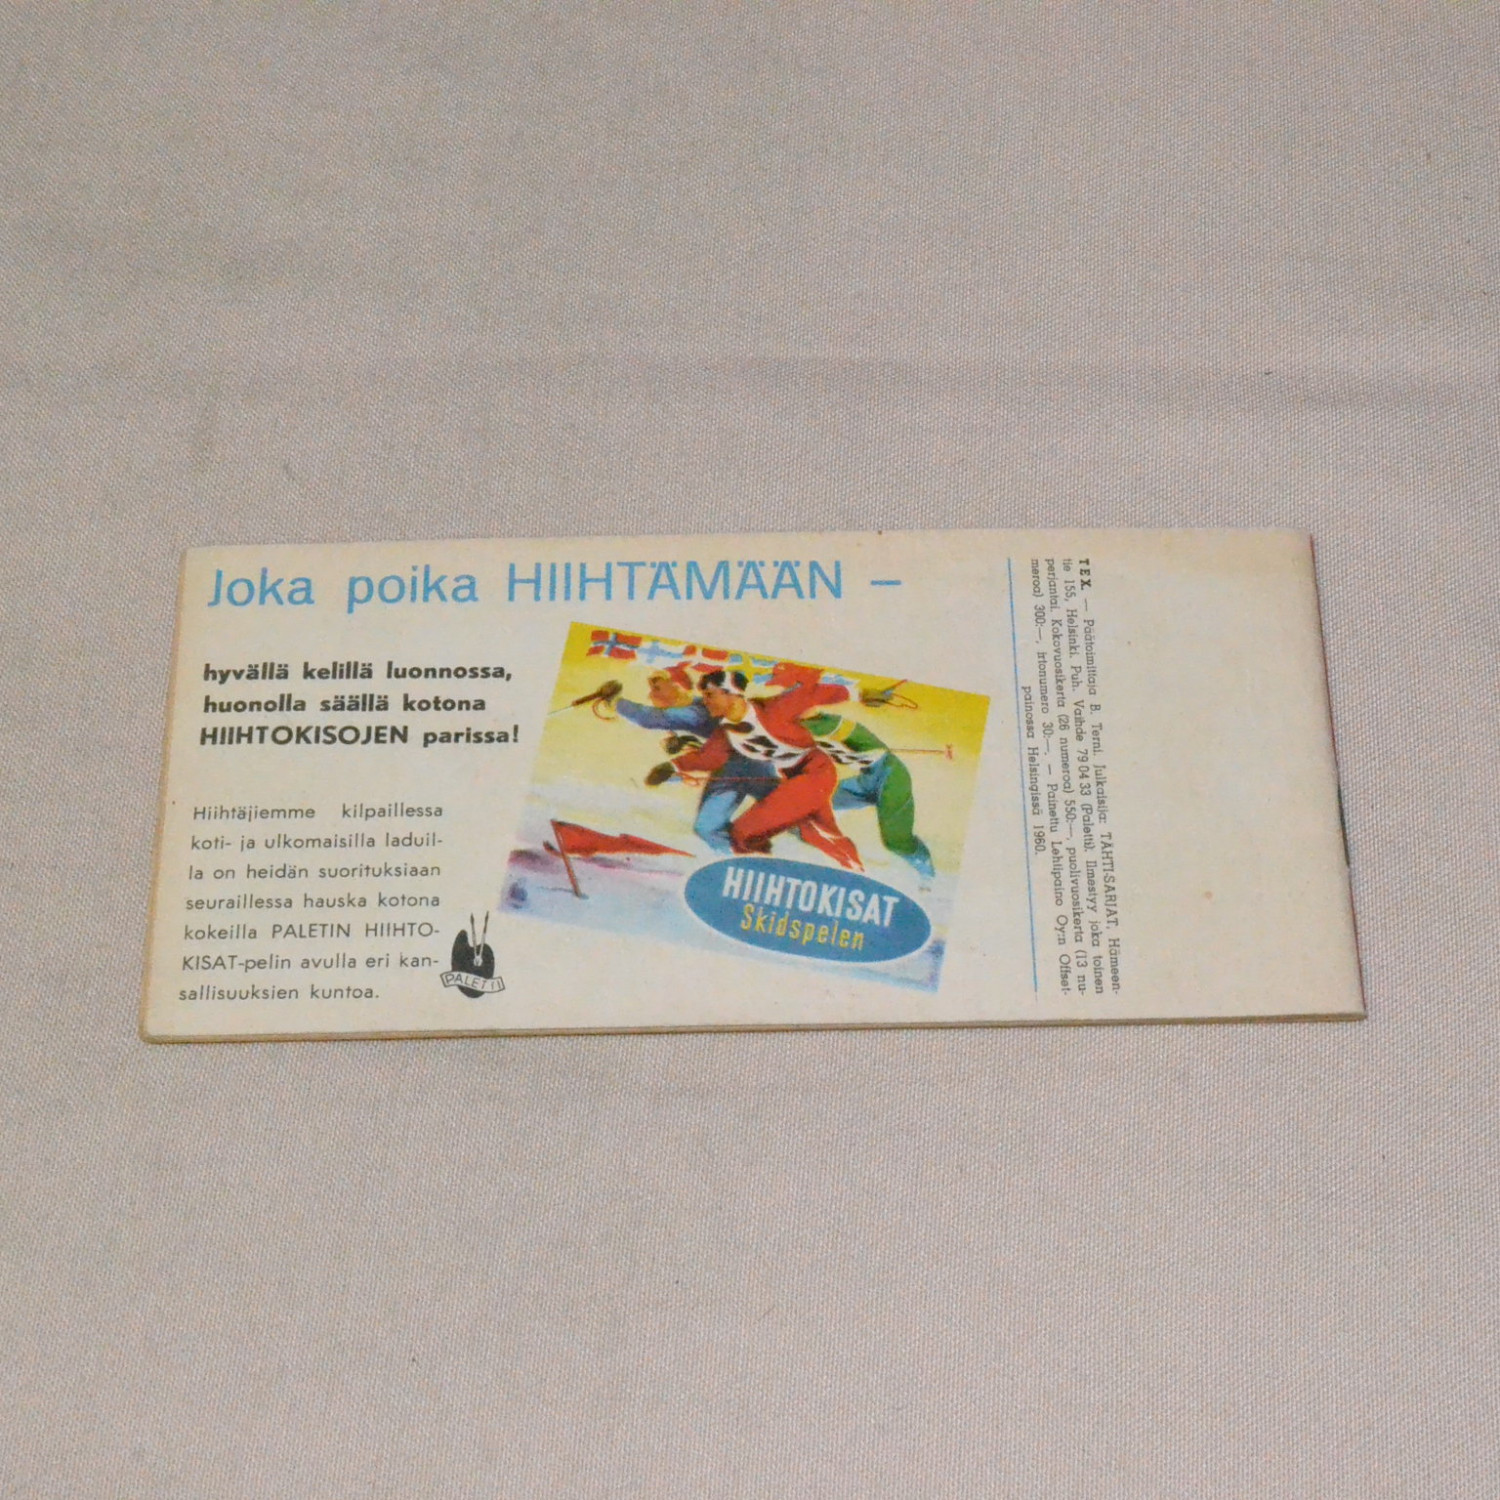 Joka poika HIIHTÄMÄÄN –
hyvällä kelillä luonnossa,
huonolla säällä kotona
HIIHTOKISOJEN parissa!
Hiihtäjiemme kilpaillessa
koti- ja ulkomaisilla laduil-
la on heidän suorituksiaan
seuraillessa hauska kotona
kokeilla PALETIN HIIHTO-
KISAT-pelin avulla eri kan-
sallisuuksien kuntoa.
PALETTI
HIIHTOKISAT
Skidspelen
TEX. — Päätoimittaja B. Terni. Julkaisija: TÄHTISARJAT, Hämeen-
tie 155, Helsinki. Puh. Vaihde 79 04 33 (Paletti). Ilmestyy joka toinen
perjantai. Kokovuosikerta (26 numeroa) 550:—, puolivuosikerta (13 nu-
meroa) 300:—, irtonumero 30:—. — Painettu Lehtipaino Oy:n Offset-
painossa Helsingissä 1960.